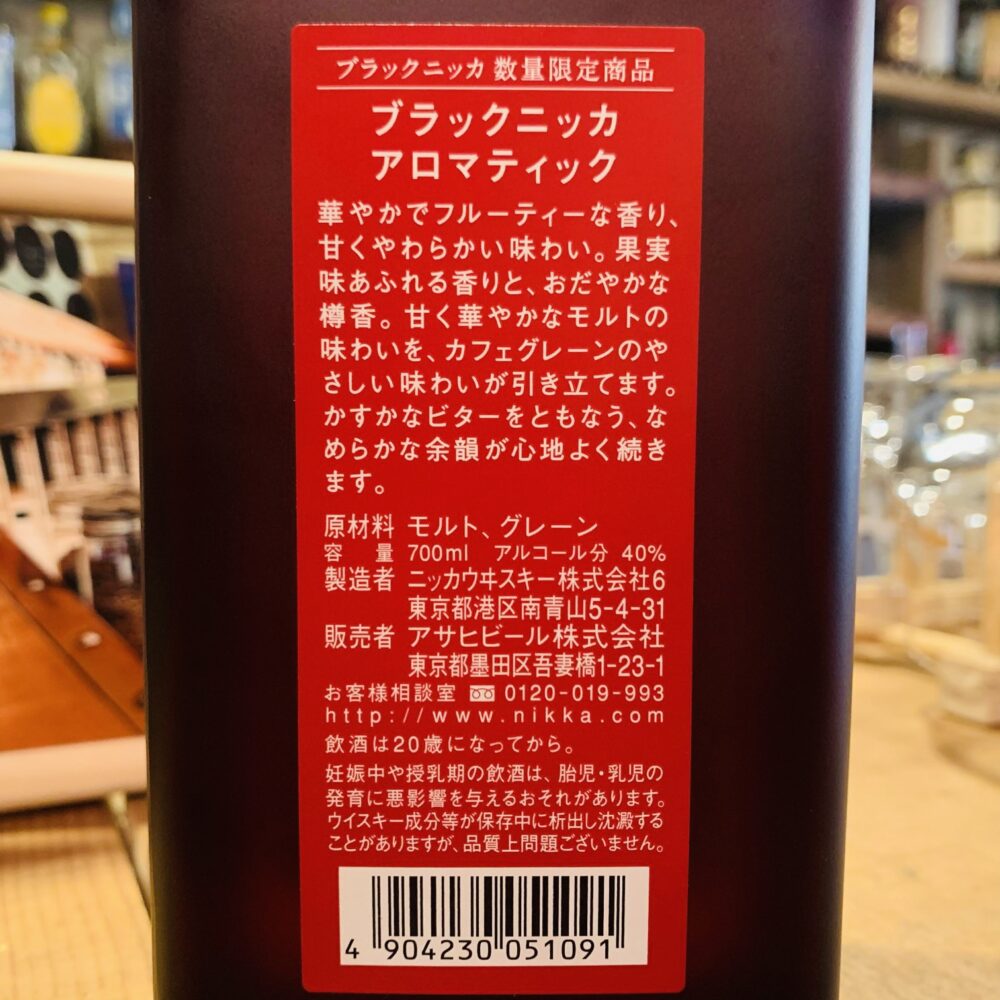 ブラックニッカ 数量限定商品
ブラックニッカ
アロマティック
華やかでフルーティーな香り、
甘くやわらかい味わい。果実
味あふれる香りと、おだやかな
樽香。甘く華やかなモルトの
味わいを、カフェグレーンのや
さしい味わいが引き立てます。
かすかなビターをともなう、な
めらかな余韻が心地よく続き
ます。
原材料 モルト、グレーン
容 量 700ml アルコール分 40%
製造者 ニッカウヰスキー株式会社6
東京都港区南青山5-4-31
販売者 アサヒビール株式会社
東京都墨田区吾妻橋1-23-1
お客様相談室 0120-019-993
http://www.nikka.com
飲酒は20歳になってから。
妊娠中や授乳期の飲酒は、胎児・乳児の
発育に悪影響を与えるおそれがあります。
ウイスキー成分等が保存中に析出し沈澱する
ことがありますが、品質上問題ございません。
4 904230 051091